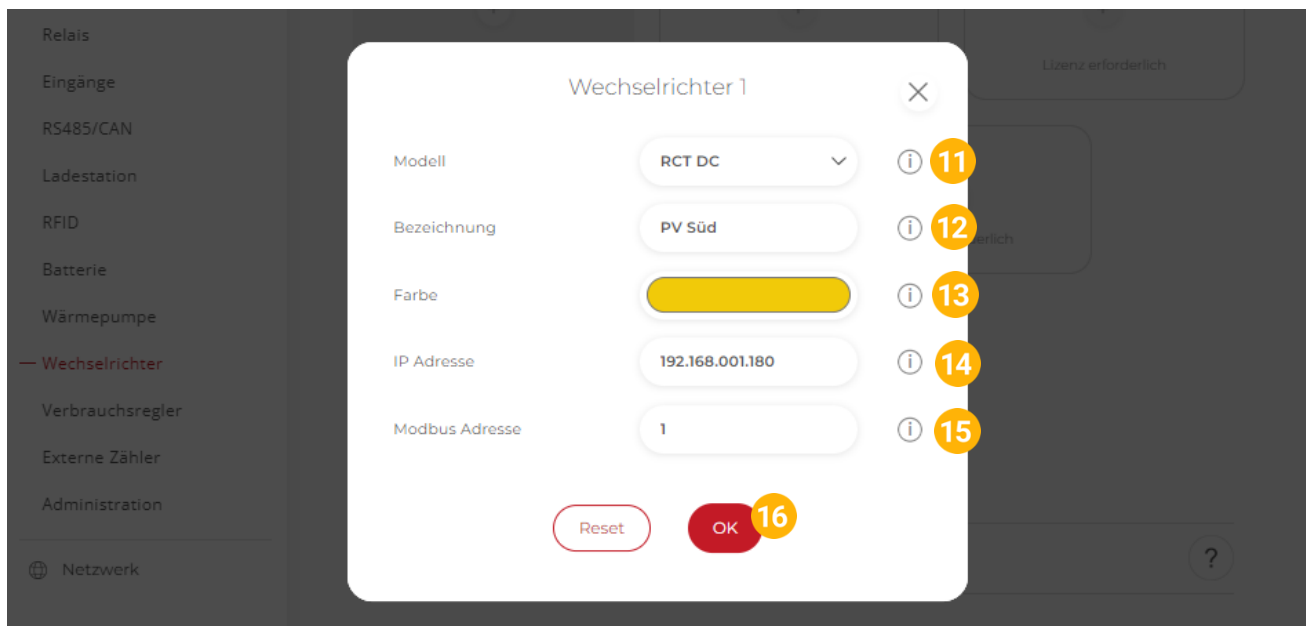 Relais
Eingänge
RS485/CAN
Ladestation
RFID
Batterie
Wärmepumpe
Wechselrichter
Verbrauchsregler
Externe Zähler
Administration
Netzwerk
Lizenz erforderlich
erlich
Wechselrichter 1
Modell RCT DC 11
Bezeichnung PV Süd 12
Farbe 13
IP Adresse 192.168.001.180 14
Modbus Adresse 1 15
Reset OK 16
?